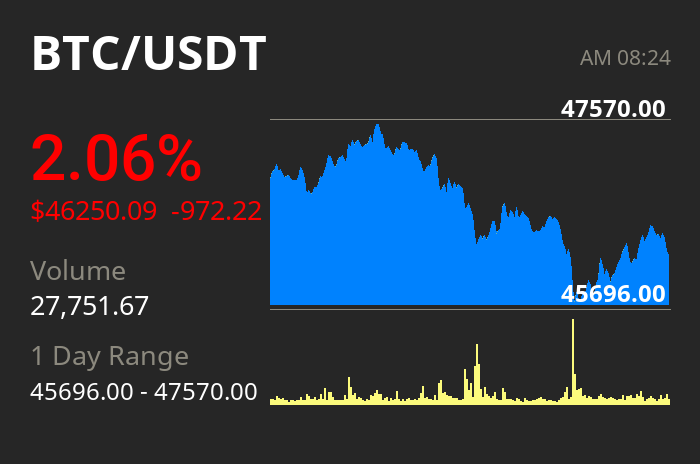 BTC/USDT
AM 08:24
47570.00
2.06%
$46250.09 -972.22
Volume
27,751.67
45696.00
1 Day Range
45696.00 - 47570.00